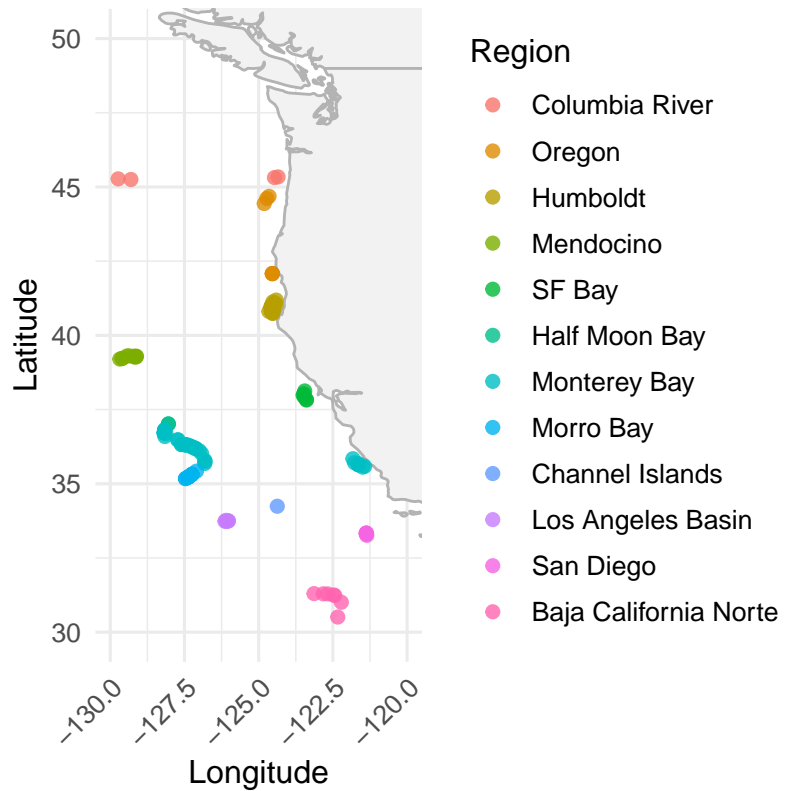 50
45
40
35
30
Latitude
−130.0
−127.5
−125.0
−122.5
−120.0
Longitude
Region
Columbia River
Oregon
Humboldt
Mendocino
SF Bay
Half Moon Bay
Monterey Bay
Morro Bay
Channel Islands
Los Angeles Basin
San Diego
Baja California Norte